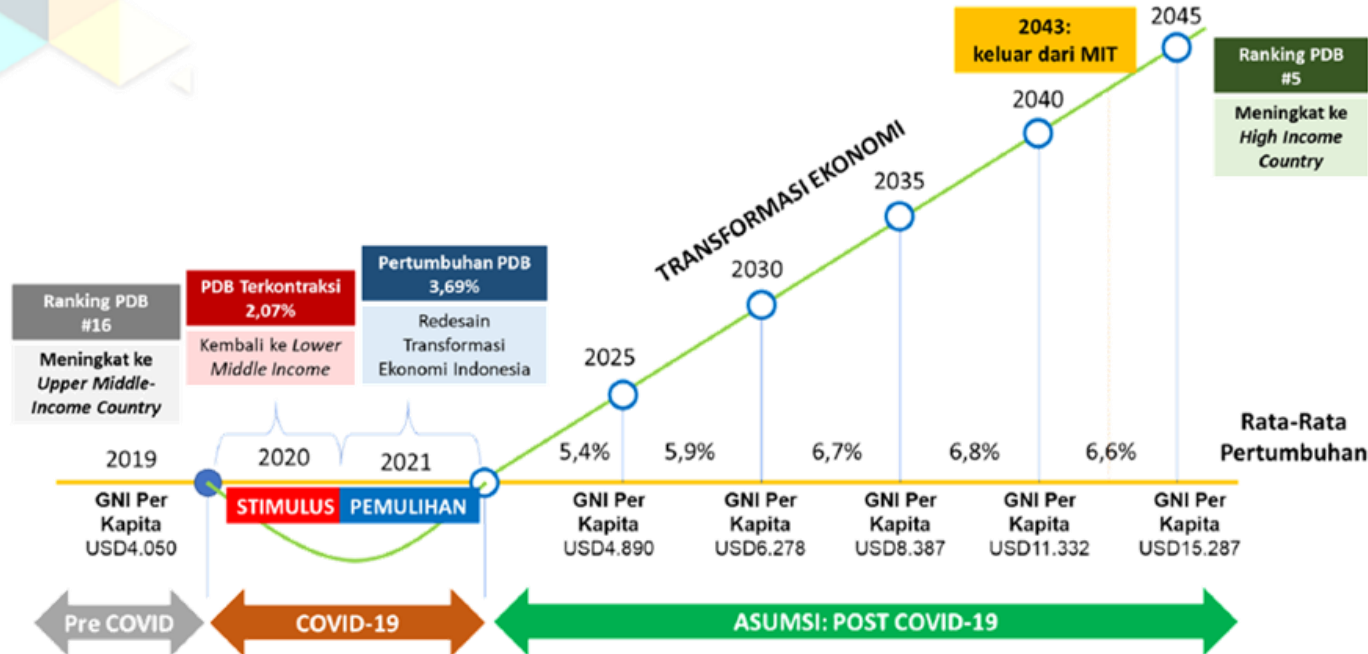 2043:
keluar dari MIT
2045
Ranking PDB
#5
Meningkat ke
High Income
Country
2040
2035
2030
2025
TRANSFORMASI EKONOMI
Ranking PDB
#16
Meningkat ke
Upper Middle-
Income Country
PDB Terkontraksi
2,07%
Kembali ke Lower
Middle Income
Pertumbuhan PDB
3,69%
Redesain
Transformasi
Ekonomi Indonesia
2019
2020
2021
5,4%
5,9%
6,7%
6,8%
6,6%
Rata-Rata
Pertumbuhan
STIMULUS
PEMULIHAN
GNI Per
Kapita
USD4.050
GNI Per
Kapita
USD4.890
GNI Per
Kapita
USD6.278
GNI Per
Kapita
USD8.387
GNI Per
Kapita
USD11.332
GNI Per
Kapita
USD15.287
Pre COVID
COVID-19
ASUMSI: POST COVID-19